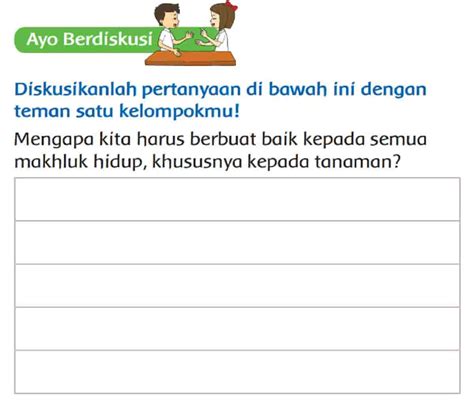 Ayo Berdiskusi
Diskusikanlah pertanyaan di bawah ini dengan
teman satu kelompokmu!
Mengapa kita harus berbuat baik kepada semua
makhluk hidup, khususnya kepada tanaman?